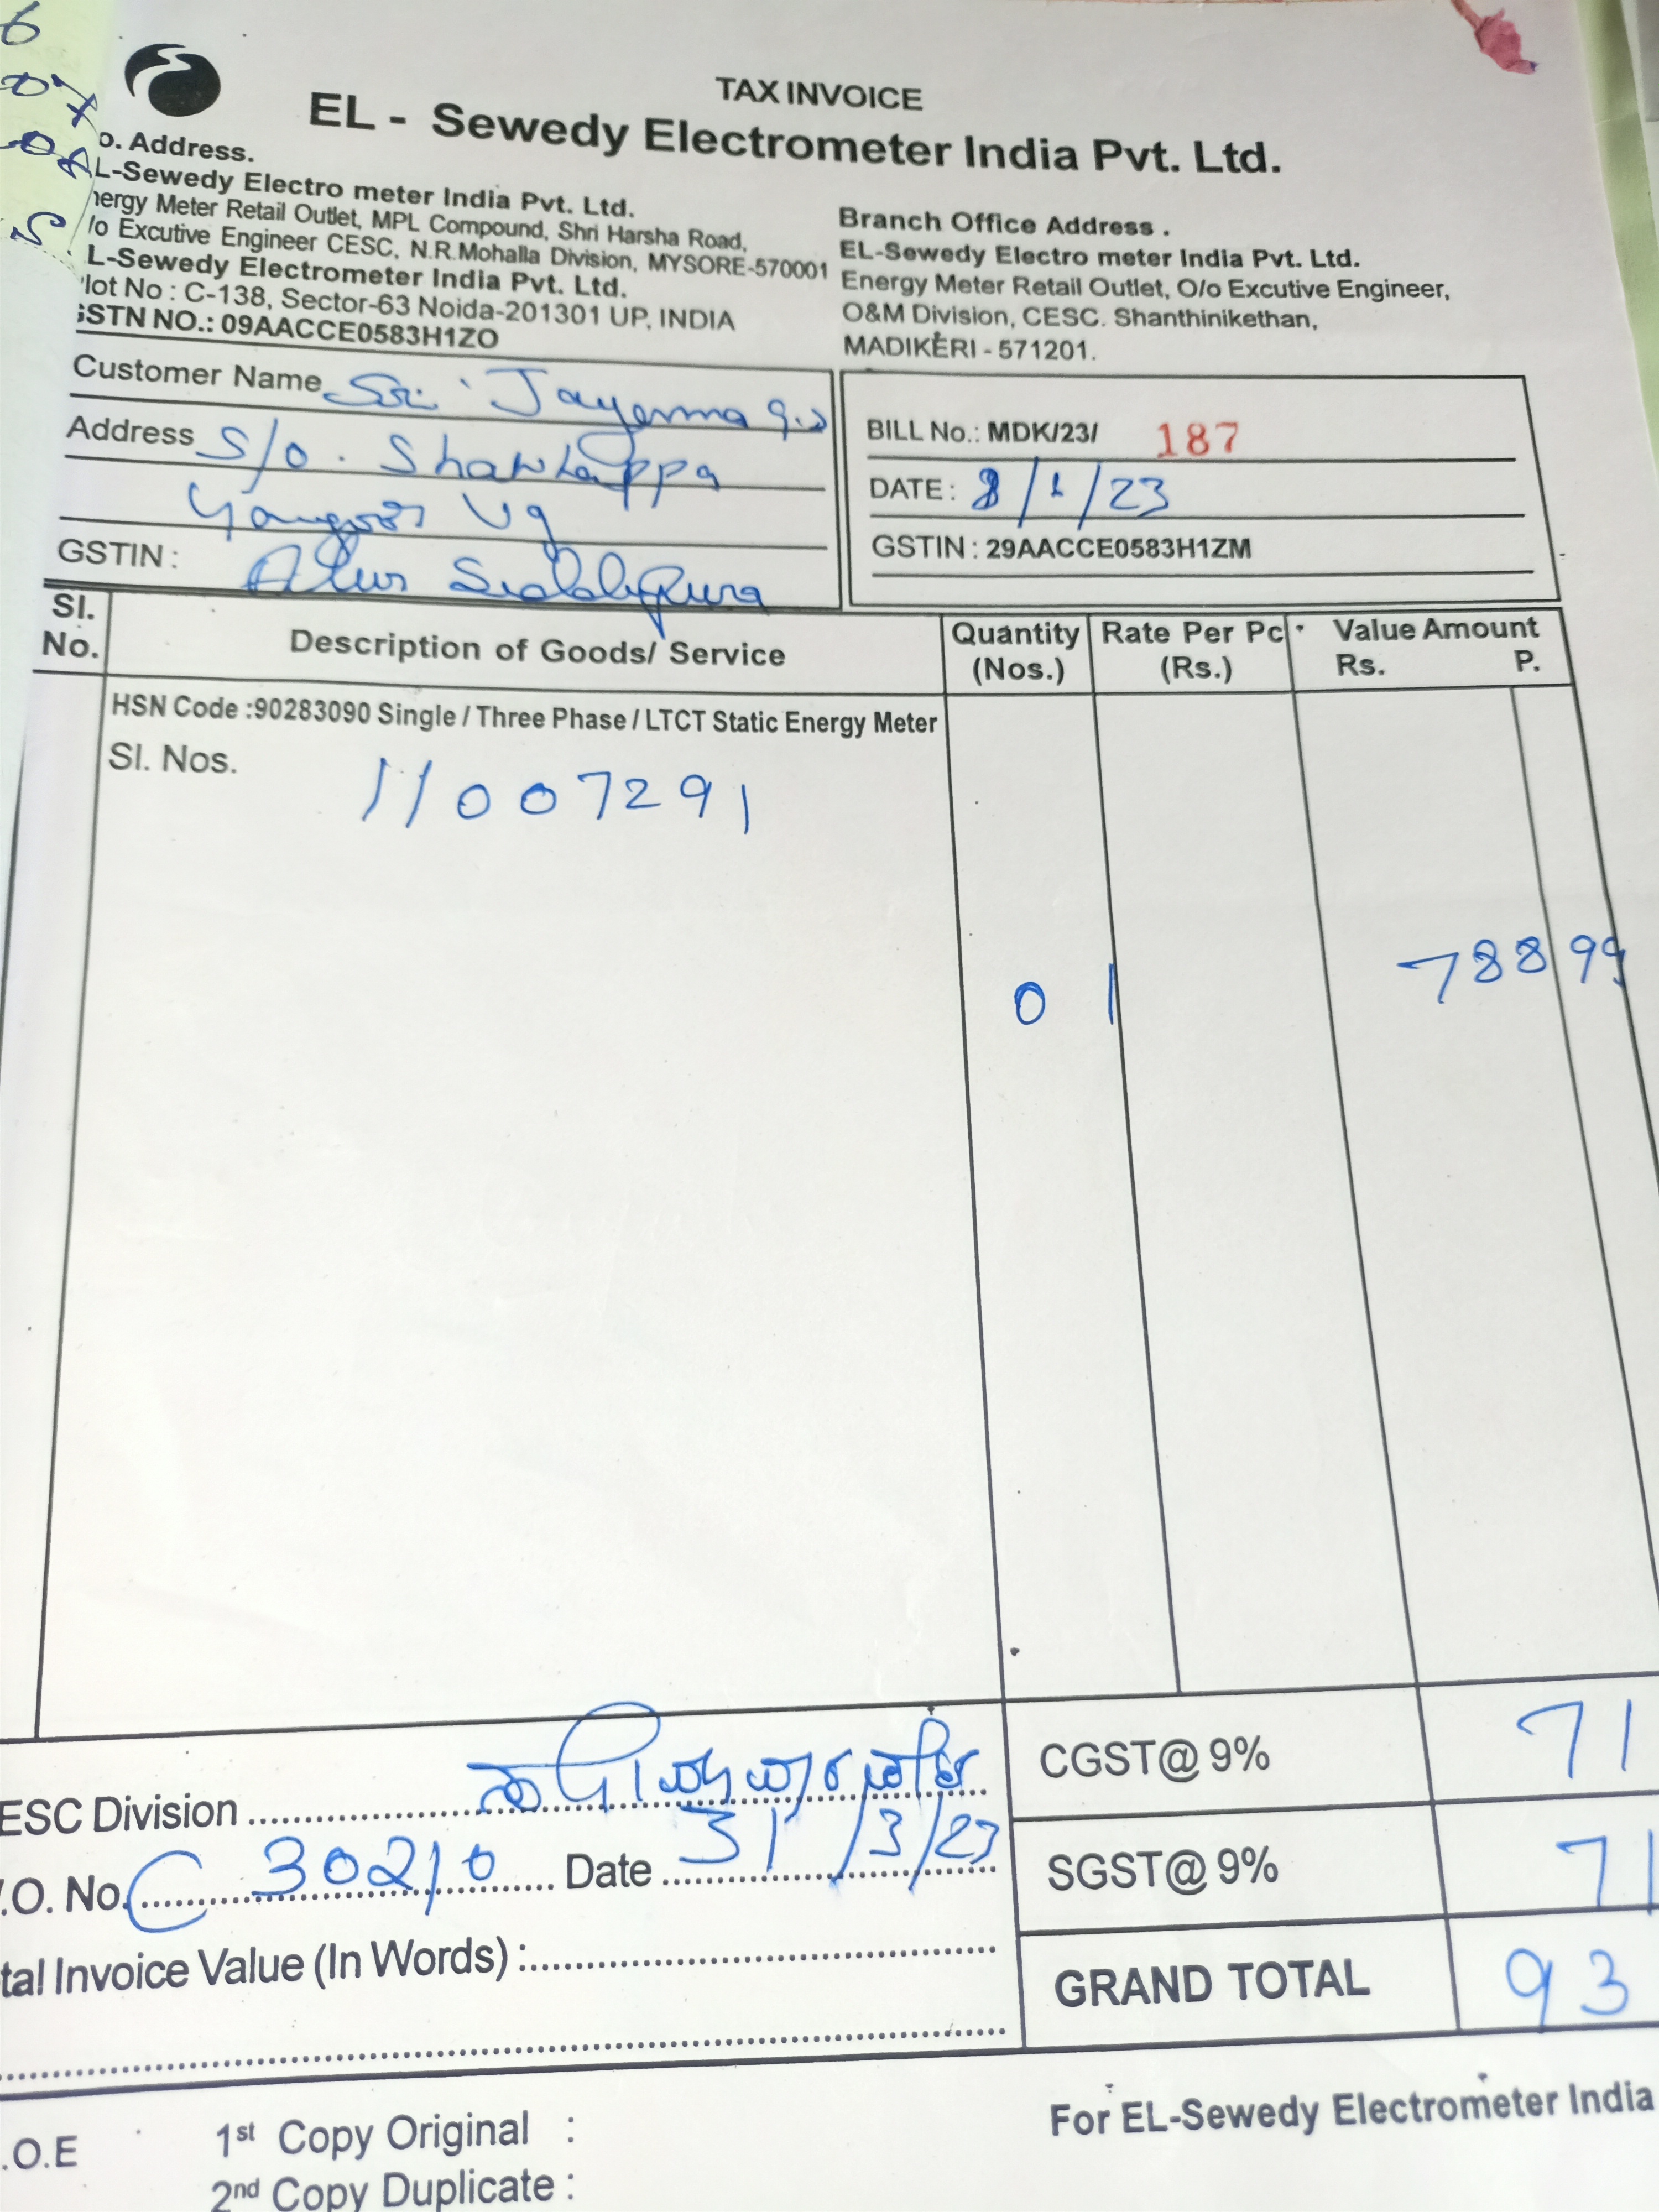 TAX INVOICE
EL - Sewedy Electrometer India Pvt. Ltd.
o. Address.
L-Sewedy Electro meter India Pvt. Ltd.
nergy Meter Retail Outlet, MPL Compound, Shri Harsha Road,
/o Excutive Engineer CESC, N.R.Mohalla Division, MYSORE-570001
L-Sewedy Electrometer India Pvt. Ltd.
lot No : C-138, Sector-63 Noida-201301 UP, INDIA
GSTN NO.: 09AACCE0583H1ZO
Branch Office Address .
EL-Sewedy Electro meter India Pvt. Ltd.
Energy Meter Retail Outlet, O/o Excutive Engineer,
O&M Division, CESC. Shanthinikethan,
MADIKERI - 571201.
Customer Name Sri. Jayemma
Address S/o.
GSTIN :
BILL No.: MDK/23/ 187
DATE : 8/1/23
GSTIN : 29AACCE0583H1ZM
Sl. No.
Description of Goods/ Service
Quantity (Nos.)
Rate Per Pc (Rs.)
Value Amount
Rs. P.
HSN Code :90283090 Single / Three Phase / LTCT Static Energy Meter
Sl. Nos. 11007291
01 788 99
ESC Division
.O. No. C 30210 Date 31/3/23
tal Invoice Value (In Words) :
CGST@ 9% 71
SGST@ 9% 71
GRAND TOTAL 93
For EL-Sewedy Electrometer India
.O.E
1st Copy Original :
2nd Copy Duplicate :